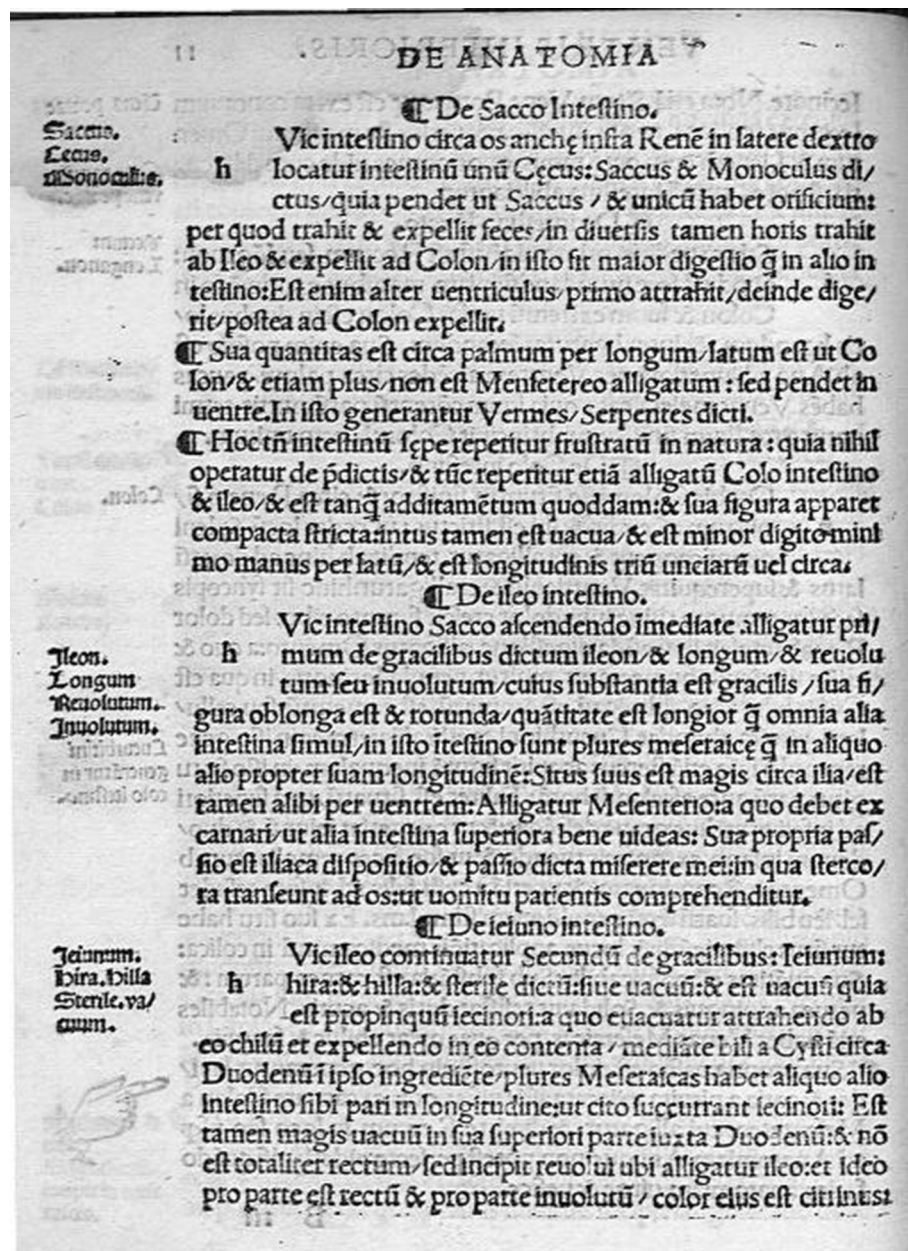 DE ANATOMIA
¶ De Sacco Inteſtino.
Saccus.
Cecus.
Monoculus.
h Vic inteſtino circa os anchę infra Renē in latere dextro
locatur inteſtinū unū Cęcus: Saccus & Monoculus di/
ctus/quia pendet ut Saccus / & unicū habet orificium:
per quod trahit & expellit feces/in diuerſis tamen horis trahit
ab Ileo & expellit ad Colon/in iſto fit maior digeſtio q̄ in alio in
teſtino: Eſt enim alter uentriculus/primo attrahit/deinde dige/
rit/poſtea ad Colon expellit.
¶ Sua quantitas eſt circa palmum per longum/latum eſt ut Co
lon/& etiam plus/non eſt Menſetereo alligatum: ſed pendet in
uentre. In iſto generantur Vermes/Serpentes dicti.
¶ Hoc tn̄ inteſtinū ſępe reperitur fruſtratū in natura: quia nihil
operatur de p̄dictis/& tūc reperitur etiā alligatū Colo inteſtino
& ileo/& eſt tanq̄ additamētum quoddam: & ſua figura apparet
compacta ſtricta: intus tamen eſt uacua/& eſt minor digito mini
mo manus per latū/& eſt longitudinis triū unciarū uel circa.
¶ De ileo inteſtino.
Ileon.
Longum
Reuolutum.
Inuolutum.
h Vic inteſtino Sacco aſcendendo īmediate alligatur pri/
mum de gracilibus dictum ileon/& longum/& reuolu
tum ſeu inuolutum/cuius ſubſtantia eſt gracilis / ſua fi/
gura oblonga eſt & rotunda/quātitate eſt longior q̄ omnia alia
inteſtina ſimul/in iſto īteſtino ſunt plures meſeraicę q̄ in aliquo
alio propter ſuam longitudinē: Situs ſuus eſt magis circa ilia/eſt
tamen alibi per uentrem: Alligatur Meſenterio: a quo debet ex
carnari/ut alia inteſtina ſuperiora bene uideas: Sua propria paſ/
ſio eſt iliaca diſpoſitio/& paſſio dicta miſerere mei: in qua ſterco/
ra tranſeunt ad os: ut uomitu patientis comprehenditur.
¶ De ieiuno inteſtino.
Jeiunum.
Hira. hilla
Sterile. va/
cuum.
h Vic ileo continuatur Secundū de gracilibus: Ieiunum:
hira: & hilla: & ſterile dictū: ſiue uacuū: & eſt uacuū quia
eſt propinquū iecinori: a quo euacuatur attrahendo ab
eo chilū et expellendo in eo contenta / mediāte bili a Cyſti circa
Duodenū ī ipſo ingrediēte/plures Meſeraicas habet aliquo alio
inteſtino ſibi pari in longitudine: ut cito ſuccurrant iecinori: Eſt
tamen magis uacuū in ſua ſuperiori parte iuxta Duodenū: & nō
eſt totaliter rectum/ſed incipit reuolui ubi alligatur ileo: et ideo
pro parte eſt rectū & pro parte inuolutū / color eius eſt citrinus: